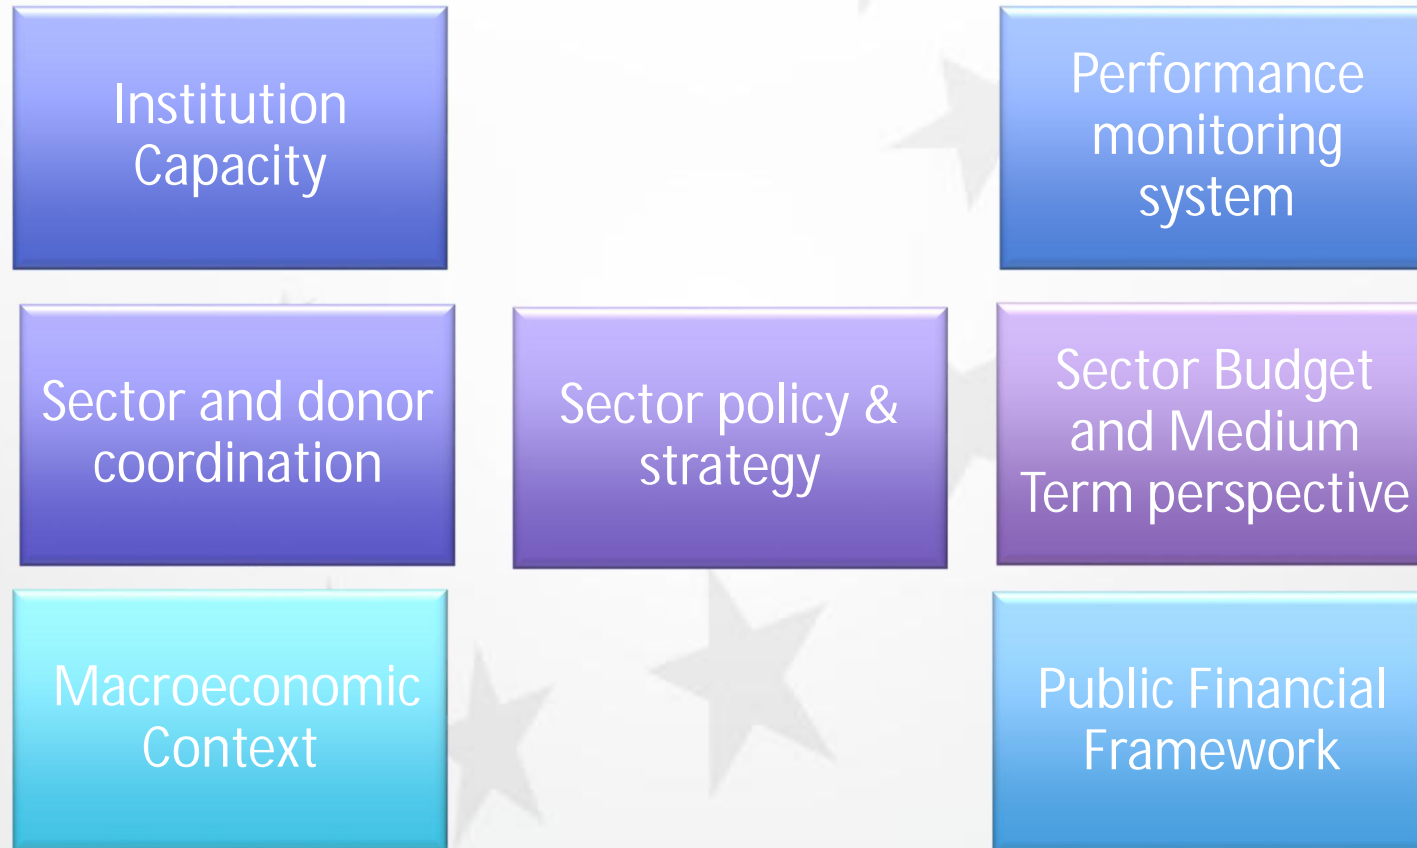 Institution
Capacity
Performance
monitoring
system
Sector and donor
coordination
Sector policy &
strategy
Sector Budget
and Medium
Term perspective
Macroeconomic
Context
Public Financial
Framework